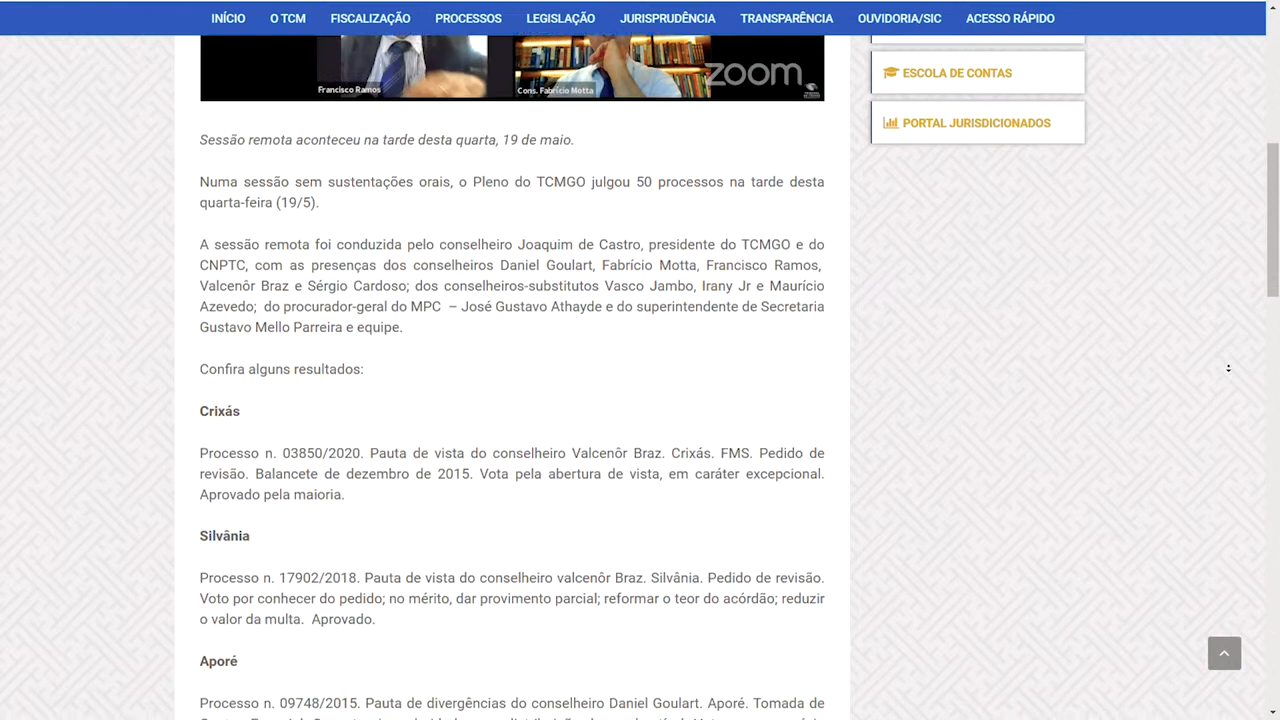 INÍCIO O TCM FISCALIZAÇÃO PROCESSOS LEGISLAÇÃO JURISPRUDÊNCIA TRANSPARÊNCIA OUVIDORIA/SIC ACESSO RÁPIDO
zoom
Francisco Ramos
Cons. Fabrício Motta
ESCOLA DE CONTAS
PORTAL JURISDICIONADOS
Sessão remota aconteceu na tarde desta quarta, 19 de maio.
Numa sessão sem sustentações orais, o Pleno do TCMGO julgou 50 processos na tarde desta
quarta-feira (19/5).
A sessão remota foi conduzida pelo conselheiro Joaquim de Castro, presidente do TCMGO e do
CNPTC, com as presenças dos conselheiros Daniel Goulart, Fabrício Motta, Francisco Ramos,
Valcenôr Braz e Sérgio Cardoso; dos conselheiros-substitutos Vasco Jambo, Irany Jr e Maurício
Azevedo; do procurador-geral do MPC – José Gustavo Athayde e do superintendente de Secretaria
Gustavo Mello Parreira e equipe.
Confira alguns resultados:
Crixás
Processo n. 03850/2020. Pauta de vista do conselheiro Valcenôr Braz. Crixás. FMS. Pedido de
revisão. Balancete de dezembro de 2015. Vota pela abertura de vista, em caráter excepcional.
Aprovado pela maioria.
Silvânia
Processo n. 17902/2018. Pauta de vista do conselheiro valcenôr Braz. Silvânia. Pedido de revisão.
Voto por conhecer do pedido; no mérito, dar provimento parcial; reformar o teor do acórdão; reduzir
o valor da multa. Aprovado.
Aporé
Processo n. 09748/2015. Pauta de divergências do conselheiro Daniel Goulart. Aporé. Tomada de